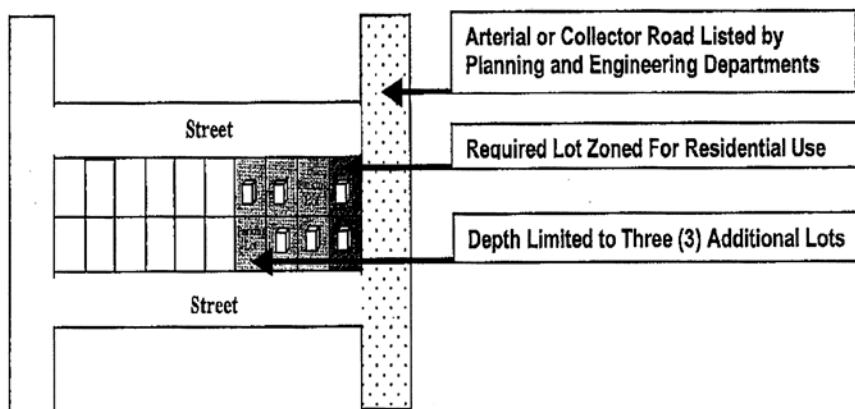 Arterial or Collector Road Listed by
Planning and Engineering Departments
Street
Required Lot Zoned For Residential Use
Depth Limited to Three (3) Additional Lots
Street